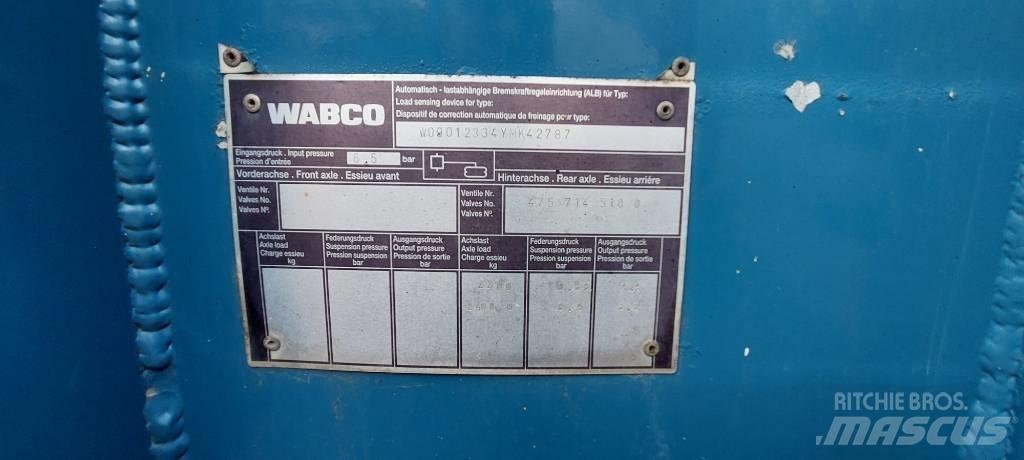 WABCO
Automatisch - lastabhängige Bremskraftregeleinrichtung (ALB) für Typ:
Load sensing device for type:
Dispositif de correction automatique de freinage pour type:
W09012334YMK42787
Eingangsdruck . Input pressure
Pression d'entrée
6.5
bar
Vorderachse . Front axle . Essieu avant
Hinterachse . Rear axle . Essieu arriére
Ventile Nr.
Valves No.
Valves Nº.
Ventile Nr.
Valves No.
Valves Nº.
475 714 510 0
Achslast
Axle load
Charge essieu
kg
Federungsdruck
Suspension pressure
Pression suspension
bar
Ausgangsdruck
Output pressure
Pression de sortie
bar
Achslast
Axle load
Charge essieu
kg
Federungsdruck
Suspension pressure
Pression suspension
bar
Ausgangsdruck
Output pressure
Pression de sortie
bar
RITCHIE BROS.
MASCUS